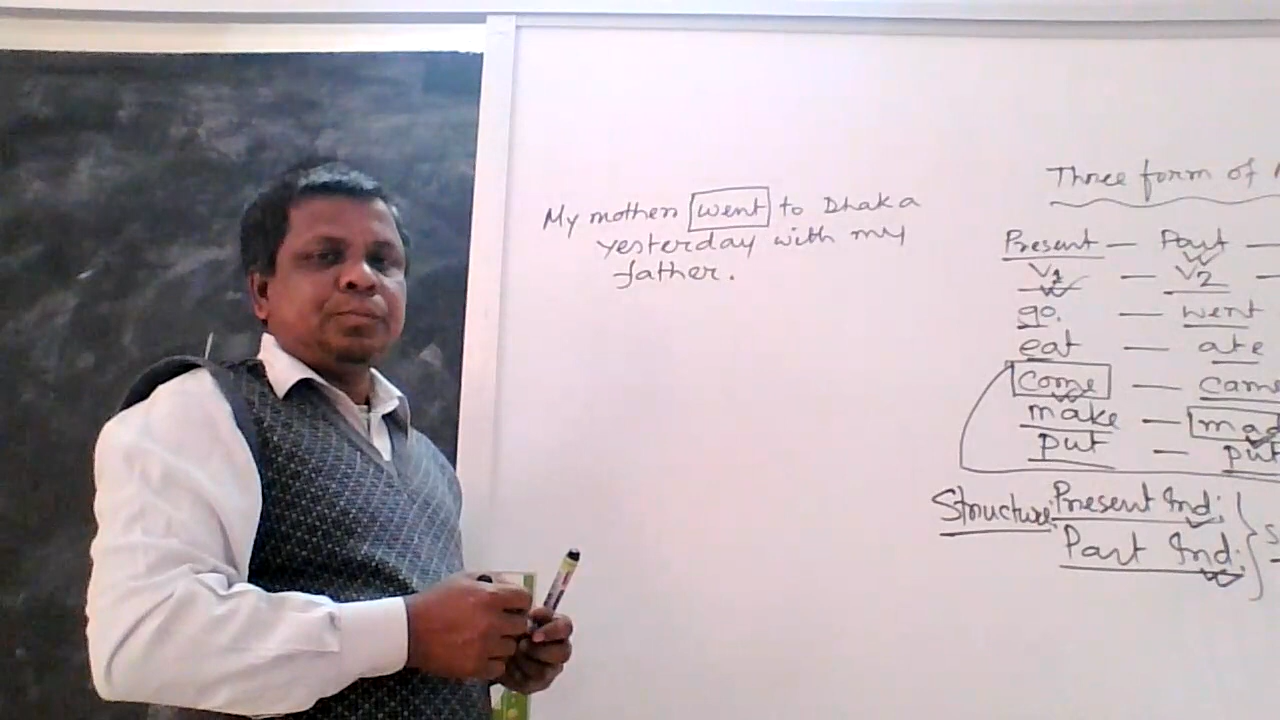 My mother went to Dhaka
yesterday with my
father.
Three form of
Present — Past —
V1 — V2 —
go. — went
eat — ate
come — came
make — mad
put — put
Structure: Present Ind:
Past Ind: